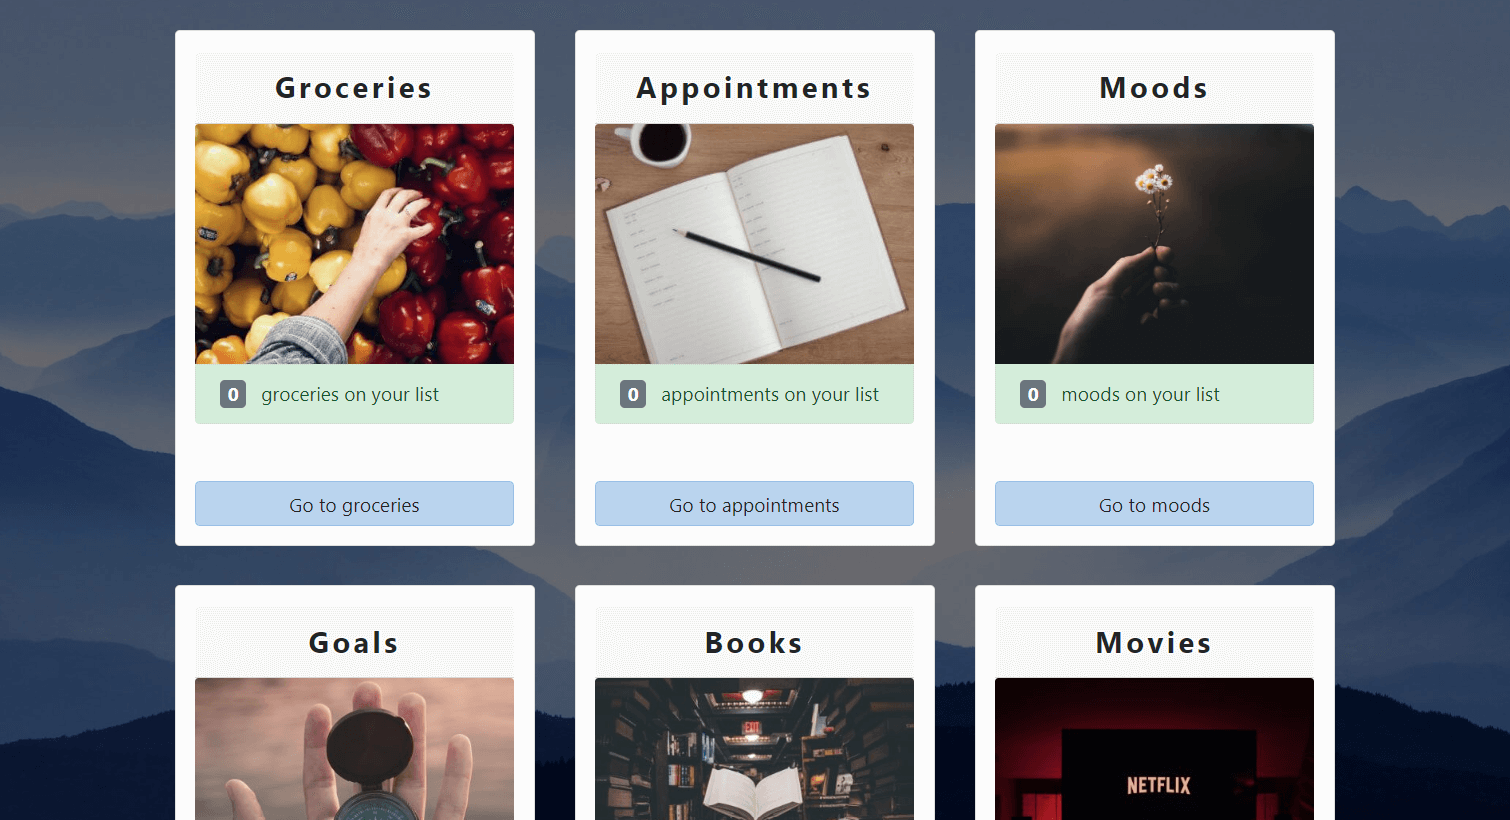 Groceries
Appointments
Moods
0 groceries on your list
0 appointments on your list
0 moods on your list
Go to groceries
Go to appointments
Go to moods
Goals
Books
Movies
EXIT
NETFLIX